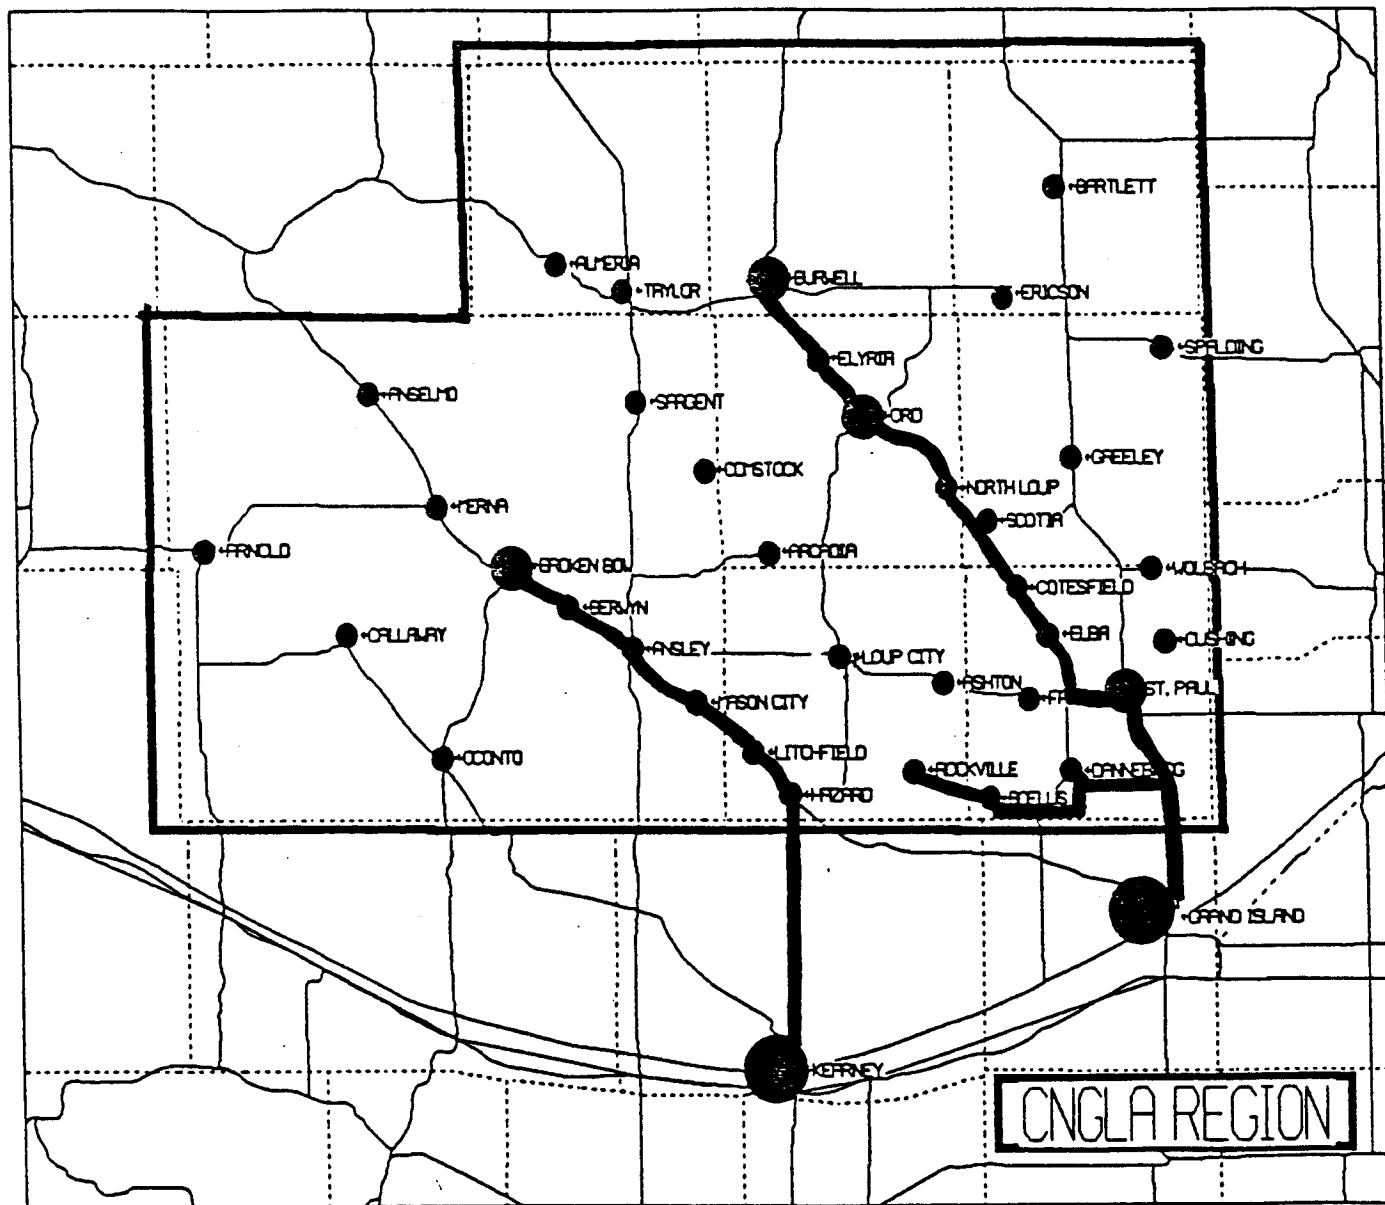 BARTLETT
ALMERIA
BURWELL
TAYLOR
ERICSON
SPALDING
ELYRIA
ANSELMO
SARGENT
ORD
GREELEY
COMSTOCK
NORTH LOUP
MERNA
SCOTIA
ARNOLD
ARCADIA
BROKEN BOW
WOLBACH
COTESFIELD
BERWYN
CALLAWAY
ELBA
CUSHING
ANSLEY
LOUP CITY
ASHTON
ST. PAUL
MASON CITY
OCONTO
LITCHFIELD
ROCKVILLE
DANNEBROG
HAZARD
BOELUS
GRAND ISLAND
KEARNEY
CNGLA REGION